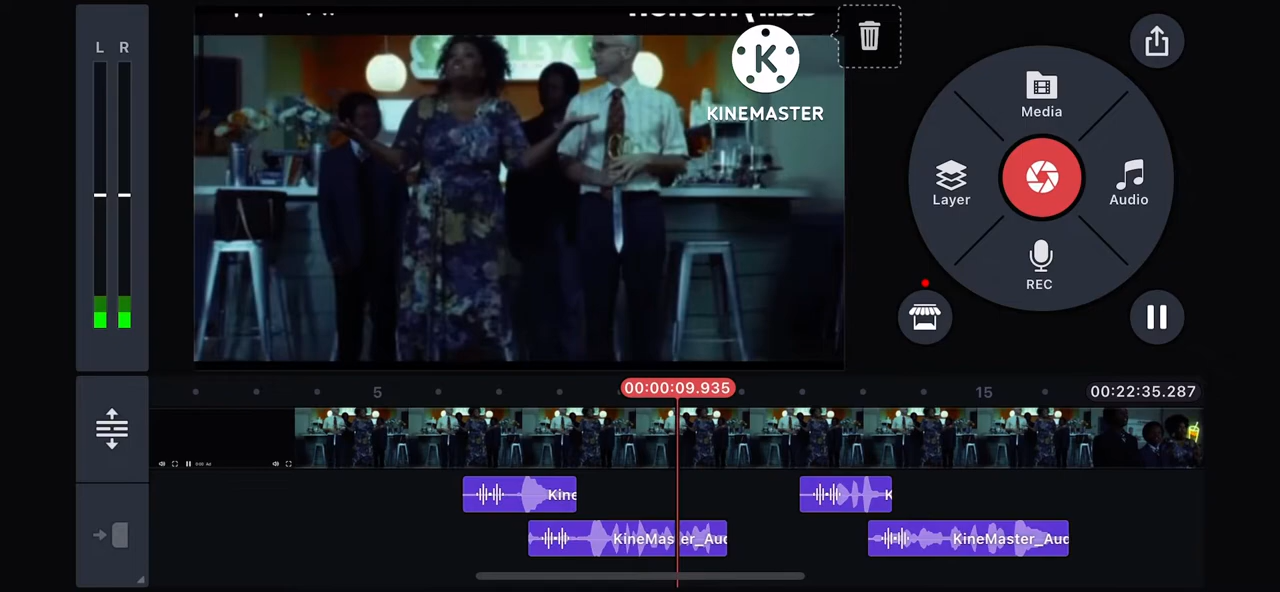 L R
K
KINEMASTER
Media
Layer
Audio
REC
5
00:00:09.935
15
00:22:35.287
Kine
K
KineMaster_Aud
KineMaster_Aud